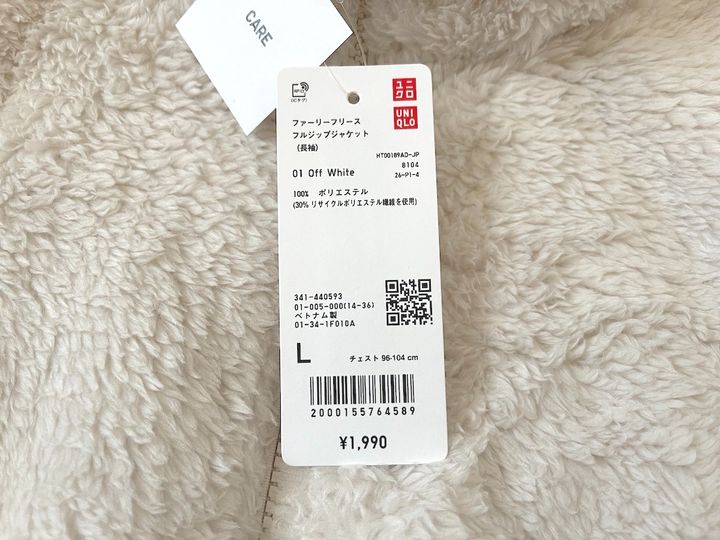 CARE
RFID
(ICタグ)
ユニ
クロ
UNI
QLO
ファーリーフリース
フルジップジャケット
(長袖)
HT00189AD-JP
01 Off White
8104
26-P1-4
100% ポリエステル
(30% リサイクルポリエステル繊維を使用)
341-440593
01-005-000(14-36)
ベトナム製
01-34-1F010A
L
チェスト 96-104 cm
2000155764589
¥1,990